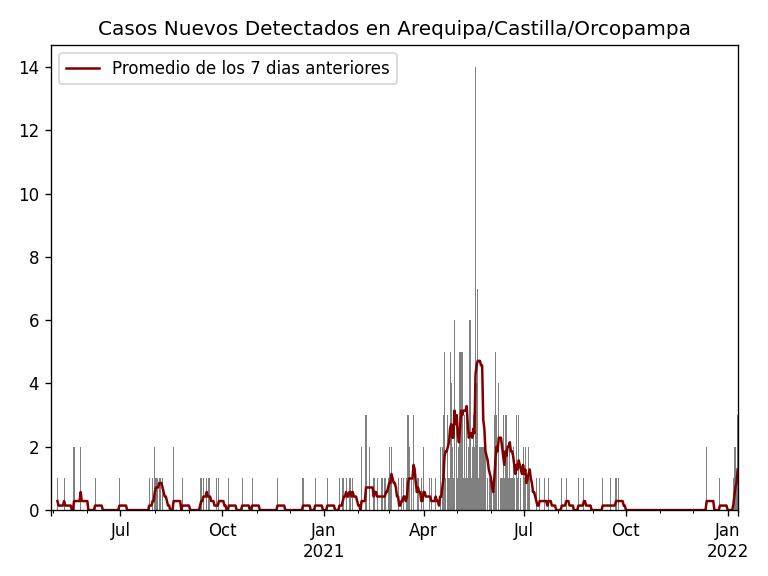 Casos Nuevos Detectados en Arequipa/Castilla/Orcopampa
Promedio de los 7 dias anteriores
14
12
10
8
6
4
2
0
Jul
Oct
Jan
2021
Apr
Jul
Oct
Jan
2022